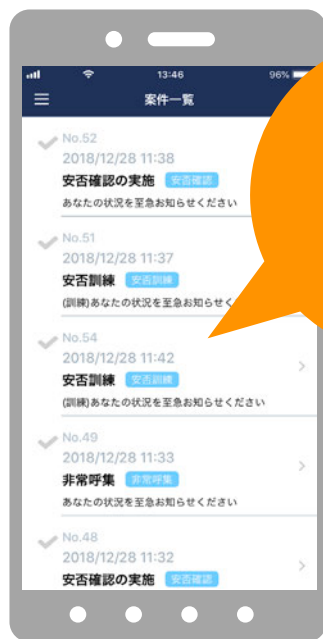 13:46
96%
案件一覧
No.52
2018/12/28 11:38
安否確認の実施 安否確認
あなたの状況を至急お知らせください
No.51
2018/12/28 11:37
安否訓練 安否訓練
(訓練)あなたの状況を至急お知らせく
No.54
2018/12/28 11:42
安否訓練 安否訓練
(訓練)あなたの状況を至急お知らせください
No.49
2018/12/28 11:33
非常呼集 非常呼集
あなたの状況を至急お知らせください
No.48
2018/12/28 11:32
安否確認の実施 安否確認